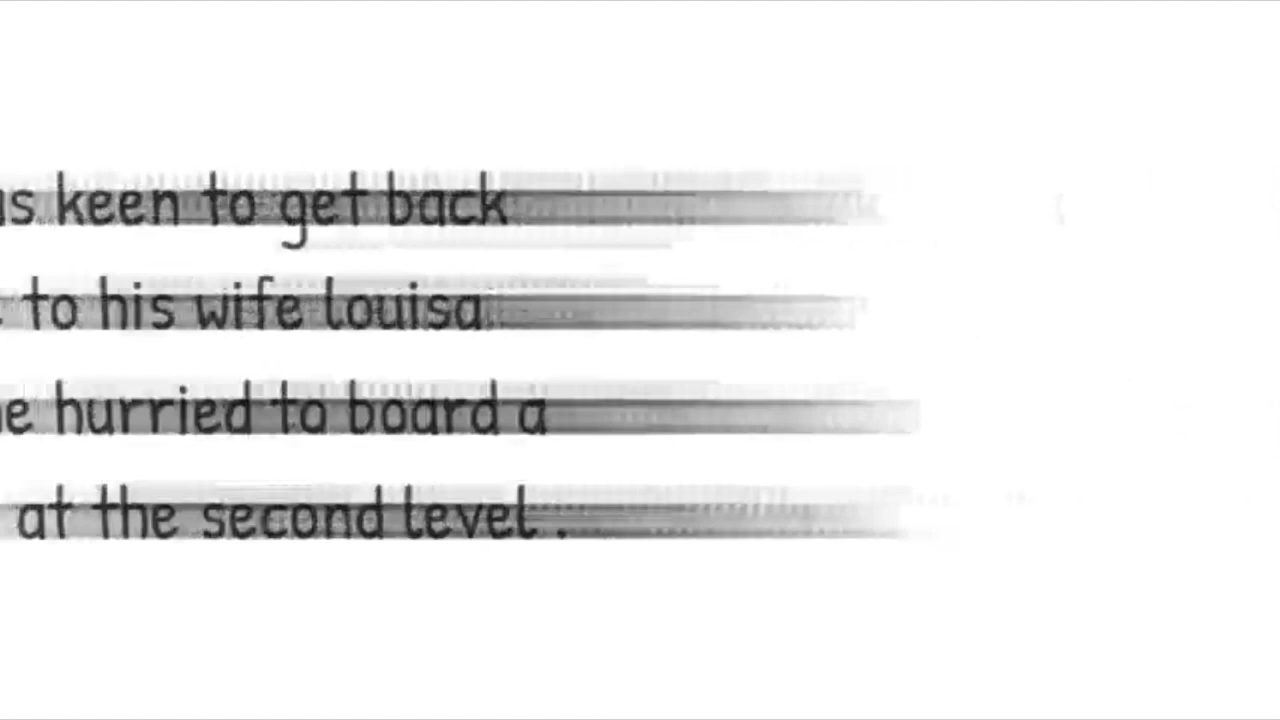 keen to get back
to his wife louisa
hurried to board a
at the second level.